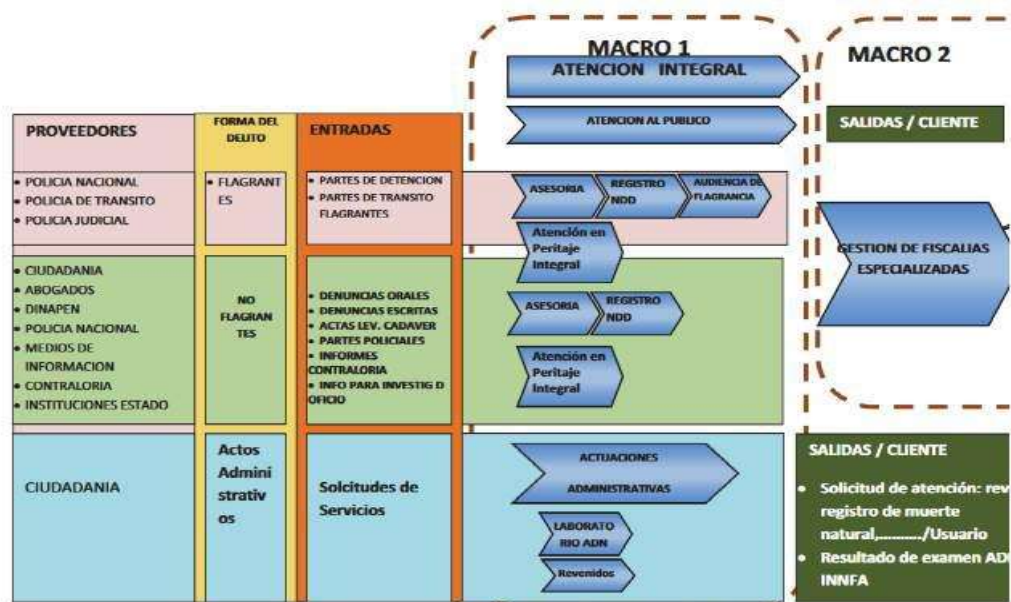 MACRO 1
ATENCION INTEGRAL
MACRO 2
ATENCION AL PUBLICO
SALIDAS / CLIENTE
PROVEEDORES
FORMA DEL
DELITO
ENTRADAS
• POLICIA NACIONAL
• POLICIA DE TRANSITO
• POLICIA JUDICIAL
• FLAGRANT
ES
• PARTES DE DETENCION
• PARTES DE TRANSITO
FLAGRANTES
ASESORIA
REGISTRO
NDD
AUDIENCIA DE
FLAGRANCIA
Atención en
Peritaje
Integral
GESTION DE FISCALIAS
ESPECIALIZADAS
• CIUDADANIA
• ABOGADOS
• DINAPEN
• POLICIA NACIONAL
• MEDIOS DE
INFORMACION
• CONTRALORIA
• INSTITUCIONES ESTADO
NO
FLAGRAN
TES
• DENUNCIAS ORALES
• DENUNCIAS ESCRITAS
• ACTAS LEV. CADAVER
• PARTES POLICIALES
• INFORMES
CONTRALORIA
• INFO PARA INVESTIG D
OFICIO
ASESORIA
REGISTRO
NDD
Atención en
Peritaje
Integral
CIUDADANIA
Actos
Admini
strativ
os
Solcitudes de
Servicios
ACTUACIONES
ADMINISTRATIVAS
LABORATO
RIO ADN
Revenidos
SALIDAS / CLIENTE
• Solicitud de atención: rev
registro de muerte
natural,........../Usuario
• Resultado de examen AD
INNFA